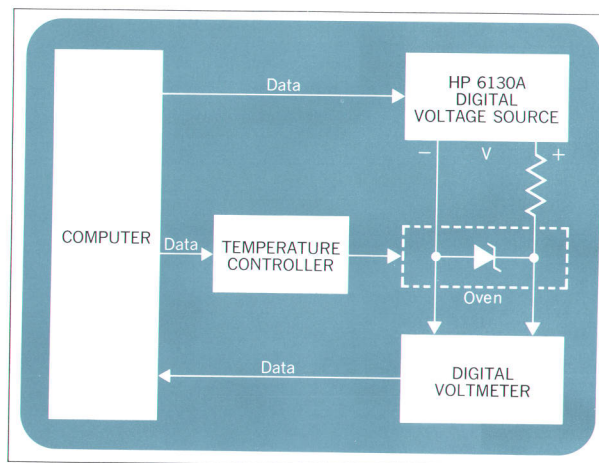 Data
HP 6130A
DIGITAL
VOLTAGE SOURCE
− V +
COMPUTER
Data
TEMPERATURE
CONTROLLER
Oven
Data
DIGITAL
VOLTMETER